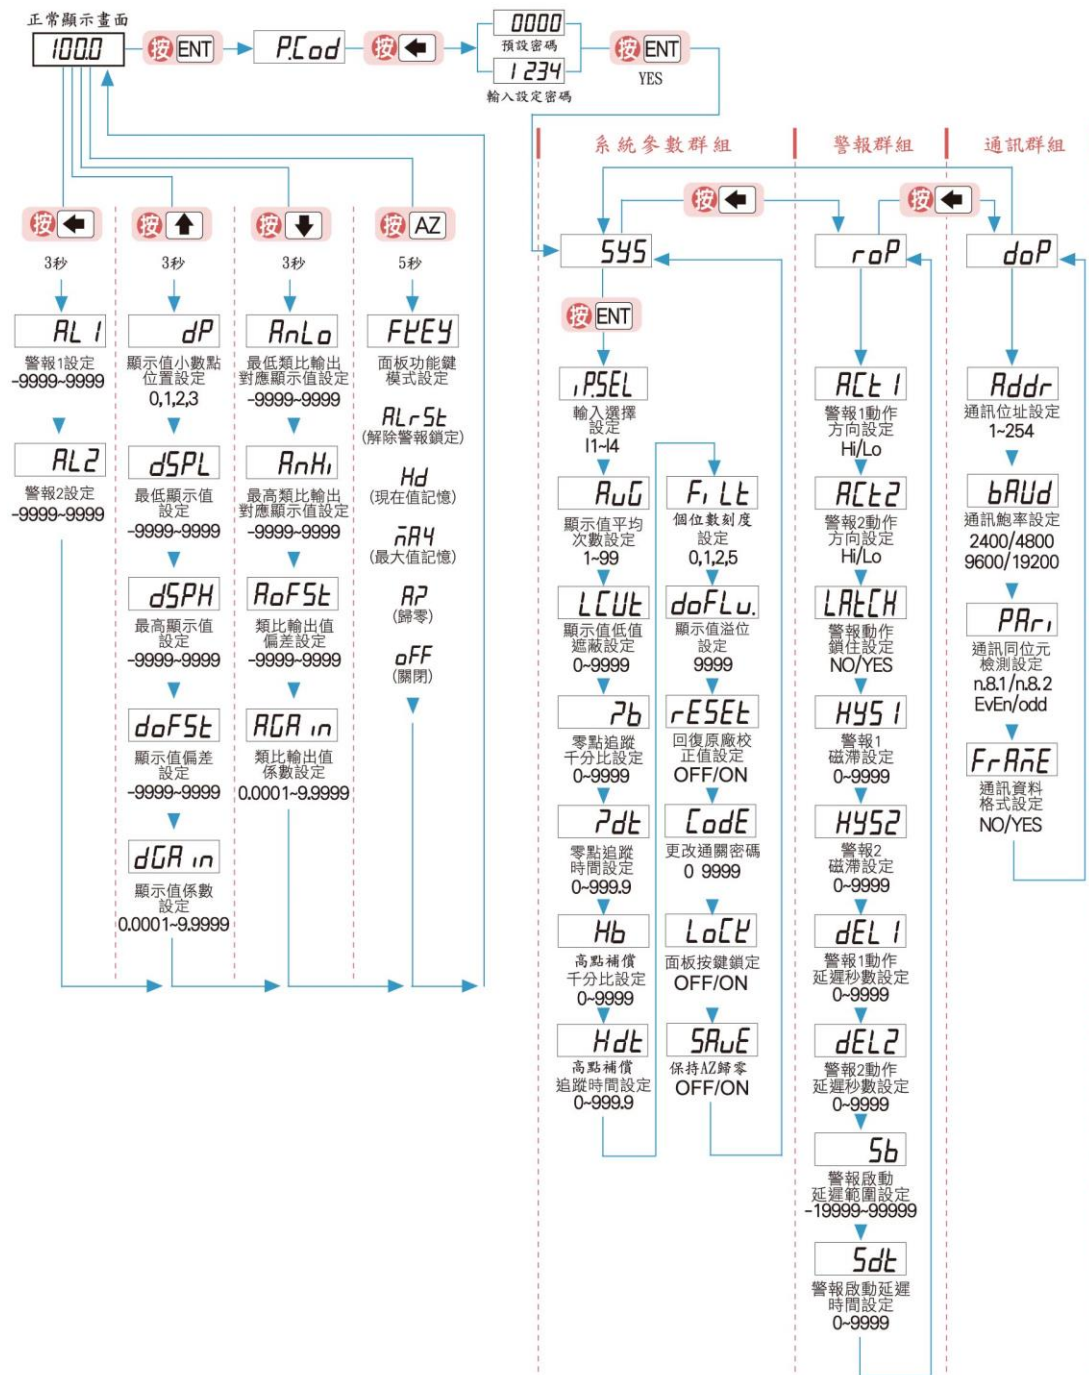 正常顯示畫面
100.0
按 ENT
P.Cod
按
0000
預設密碼
1234
輸入設定密碼
按 ENT
YES
系統參數群組
警報群組
通訊群組
按
3秒
AL1
警報1設定
-9999~9999
AL2
警報2設定
-9999~9999
按
3秒
dP
顯示值小數點
位置設定
0,1,2,3
dSPL
最低顯示值
設定
-9999~9999
dSPH
最高顯示值
設定
-9999~9999
doFSt
顯示值偏差
設定
-9999~9999
dGAin
顯示值係數
設定
0.0001~9.9999
按
3秒
AnLo
最低類比輸出
對應顯示值設定
-9999~9999
AnHi
最高類比輸出
對應顯示值設定
-9999~9999
AoFSt
類比輸出值
偏差設定
-9999~9999
AGAin
類比輸出值
係數設定
0.0001~9.9999
按 AZ
5秒
FKEY
面板功能鍵
模式設定
ALrSt
(解除警報鎖定)
Hd
(現在值記憶)
mAX
(最大值記憶)
AZ
(歸零)
oFF
(關閉)
按
按
SYS
按 ENT
iP.SEL
輸入選擇
設定
I1~I4
AvG
顯示值平均
次數設定
1~99
LCUt
顯示值低值
遮蔽設定
0~9999
Zb
零點追蹤
千分比設定
0~9999
Zdt
零點追蹤
時間設定
0~999.9
Hb
高點補償
千分比設定
0~9999
Hdt
高點補償
追蹤時間設定
0~999.9
FiLt
個位數刻度
設定
0,1,2,5
doFLv.
顯示值溢位
設定
9999
rESEt
回復原廠校
正值設定
OFF/ON
CodE
更改通關密碼
0 9999
LoCK
面板按鍵鎖定
OFF/ON
SAvE
保持AZ歸零
OFF/ON
roP
ACt1
警報1動作
方向設定
Hi/Lo
ACt2
警報2動作
方向設定
Hi/Lo
LAtCH
警報動作
鎖住設定
NO/YES
HYS1
警報1
磁滯設定
0~9999
HYS2
警報2
磁滯設定
0~9999
dEL1
警報1動作
延遲秒數設定
0~9999
dEL2
警報2動作
延遲秒數設定
0~9999
Sb
警報啟動
延遲範圍設定
-19999~99999
Sdt
警報啟動延遲
時間設定
0~9999
doP
Addr
通訊位址設定
1~254
bAUd
通訊鮑率設定
2400/4800
9600/19200
PAri
通訊同位元
檢測設定
n.8.1/n.8.2
EvEn/odd
FrAmE
通訊資料
格式設定
NO/YES